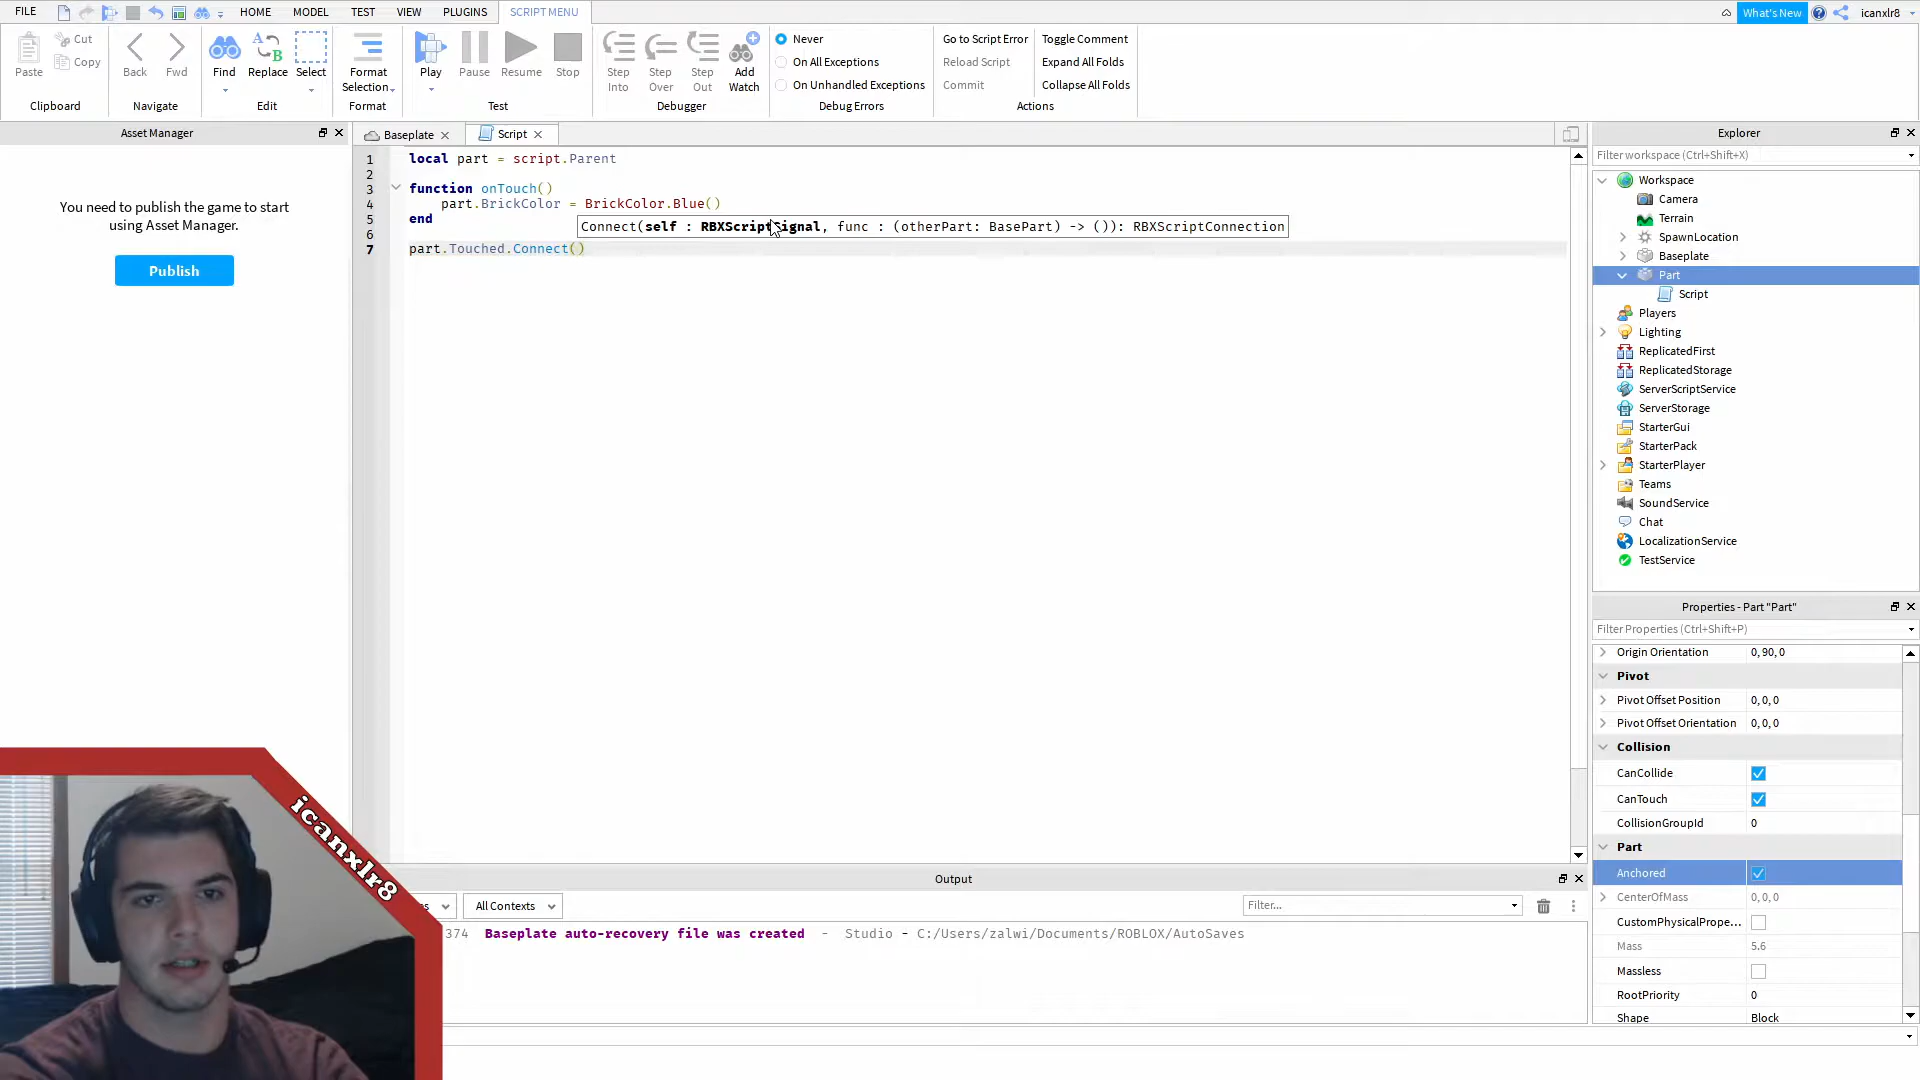 FILE HOME MODEL TEST VIEW PLUGINS SCRIPT MENU What's New icanxlr8
Paste Cut Copy Clipboard
Back Fwd Navigate
Find Replace Select Edit
Format Selection Format
Play Pause Resume Stop Test
Step Into Step Over Step Out Add Watch Debugger
Never
On All Exceptions
On Unhandled Exceptions
Debug Errors
Go to Script Error Toggle Comment
Reload Script Expand All Folds
Commit Collapse All Folds
Actions
Asset Manager
You need to publish the game to start
using Asset Manager.
Publish
Baseplate Script
1 local part = script.Parent
2
3 function onTouch()
4 part.BrickColor = BrickColor.Blue()
5 end
Connect(self : RBXScriptSignal, func : (otherPart: BasePart) -> ()): RBXScriptConnection
6
7 part.Touched.Connect()
Explorer
Filter workspace (Ctrl+Shift+X)
Workspace
Camera
Terrain
SpawnLocation
Baseplate
Part
Script
Players
Lighting
ReplicatedFirst
ReplicatedStorage
ServerScriptService
ServerStorage
StarterGui
StarterPack
StarterPlayer
Teams
SoundService
Chat
LocalizationService
TestService
Properties - Part "Part"
Filter Properties (Ctrl+Shift+P)
Origin Orientation 0, 90, 0
Pivot
Pivot Offset Position 0, 0, 0
Pivot Offset Orientation 0, 0, 0
Collision
CanCollide
CanTouch
CollisionGroupId 0
Part
Anchored
CenterOfMass 0, 0, 0
CustomPhysicalPrope...
Mass 5.6
Massless
RootPriority 0
Shape Block
Output
All Contexts Filter...
374 Baseplate auto-recovery file was created - Studio - C:/Users/zalwi/Documents/ROBLOX/AutoSaves
icanxlr8